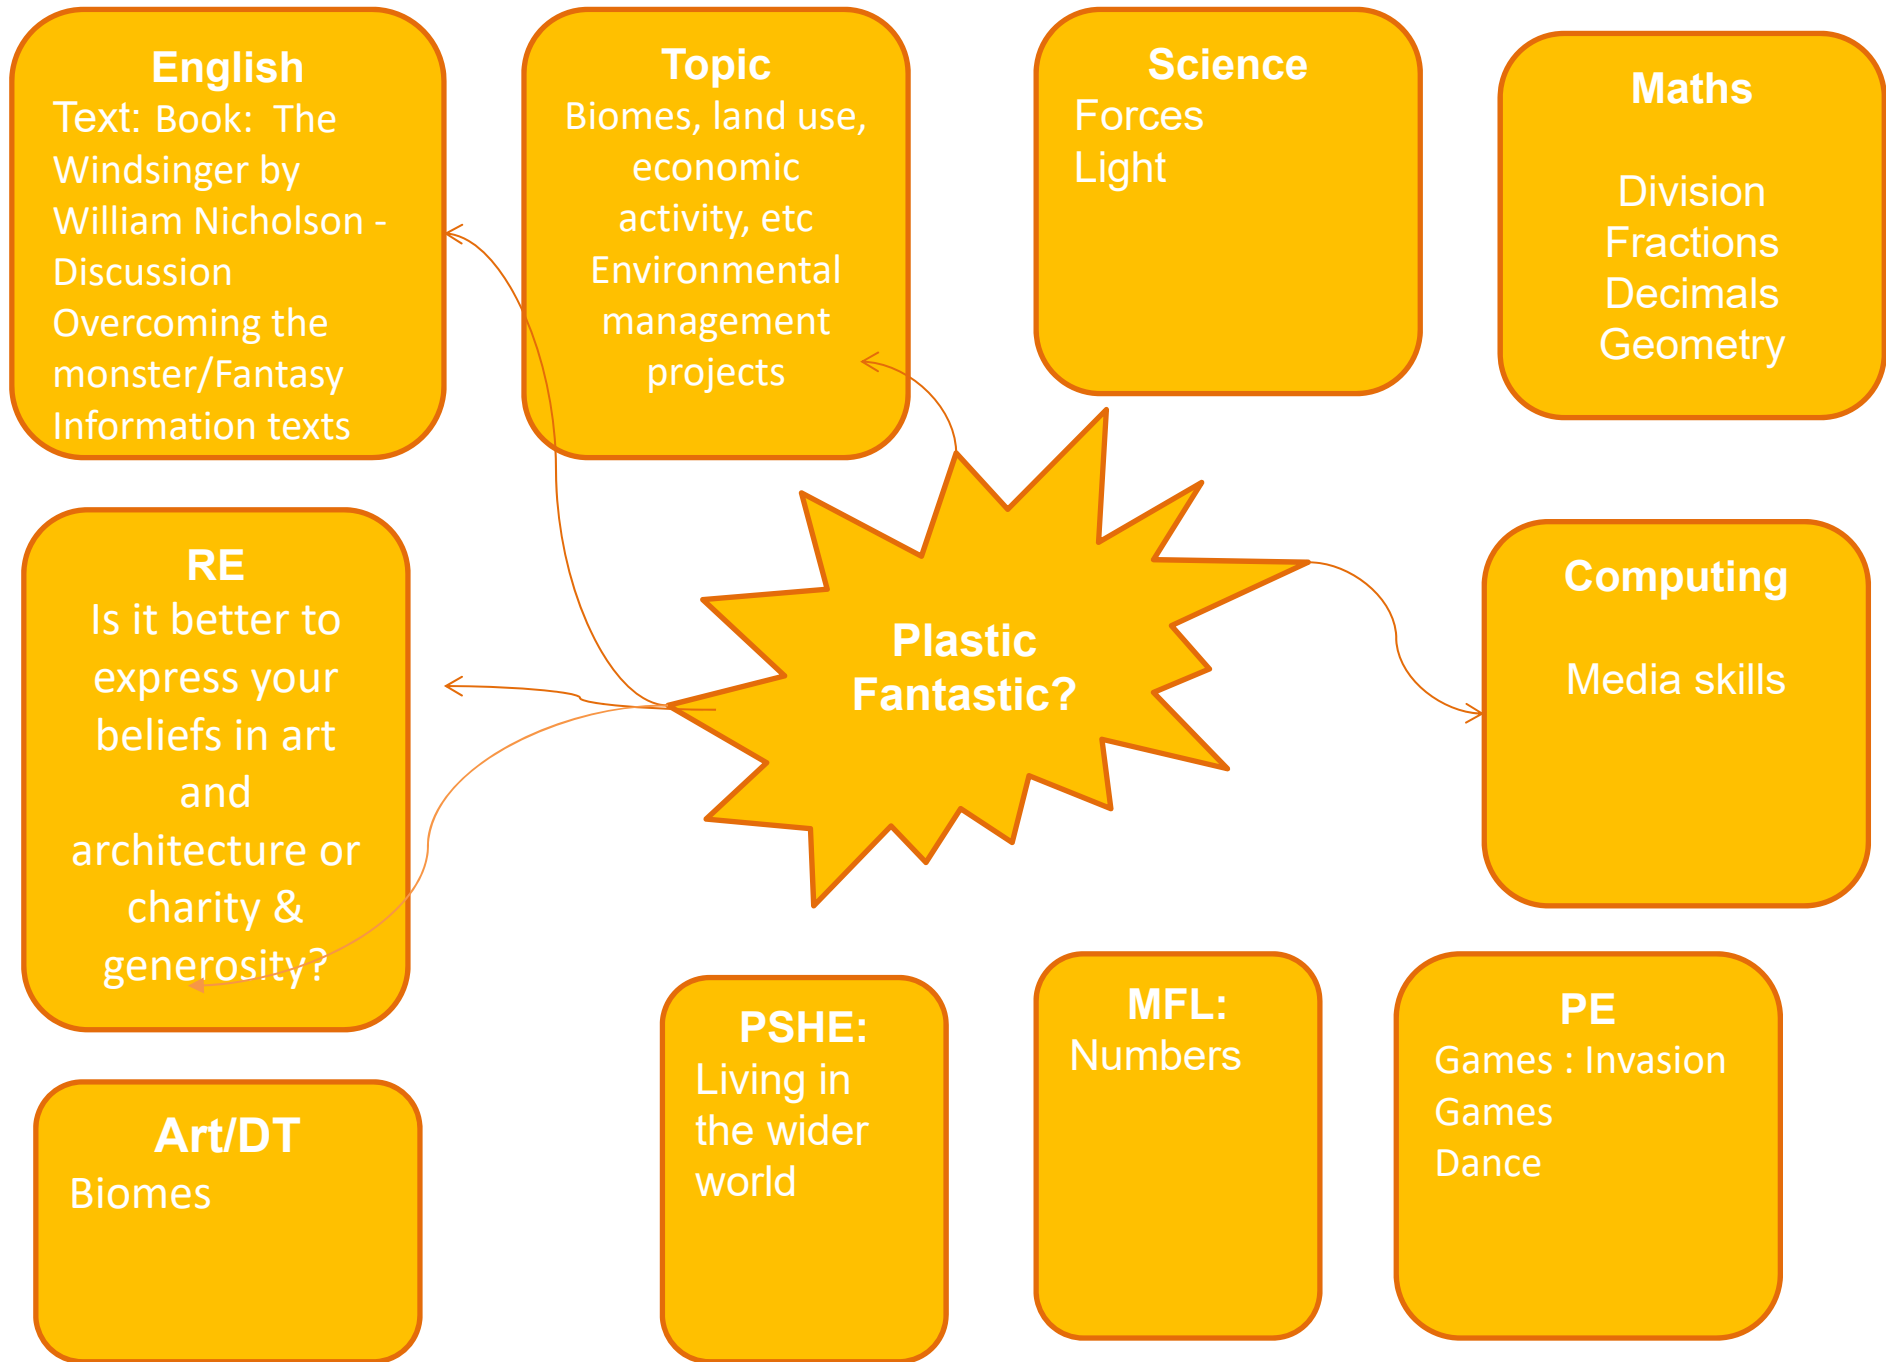 English
Text: Book:  The
Windsinger by
William Nicholson -
Discussion
Overcoming the
monster/Fantasy
Information texts
Topic
Biomes, land use,
economic
activity, etc
Environmental
management
projects
Science
Forces
Light
Maths
Division
Fractions
Decimals
Geometry
RE
Is it better to
express your
beliefs in art
and
architecture or
charity &
generosity?
Plastic
Fantastic?
Computing
Media skills
Art/DT
Biomes
PSHE:
Living in
the wider
world
MFL:
Numbers
PE
Games : Invasion
Games
Dance